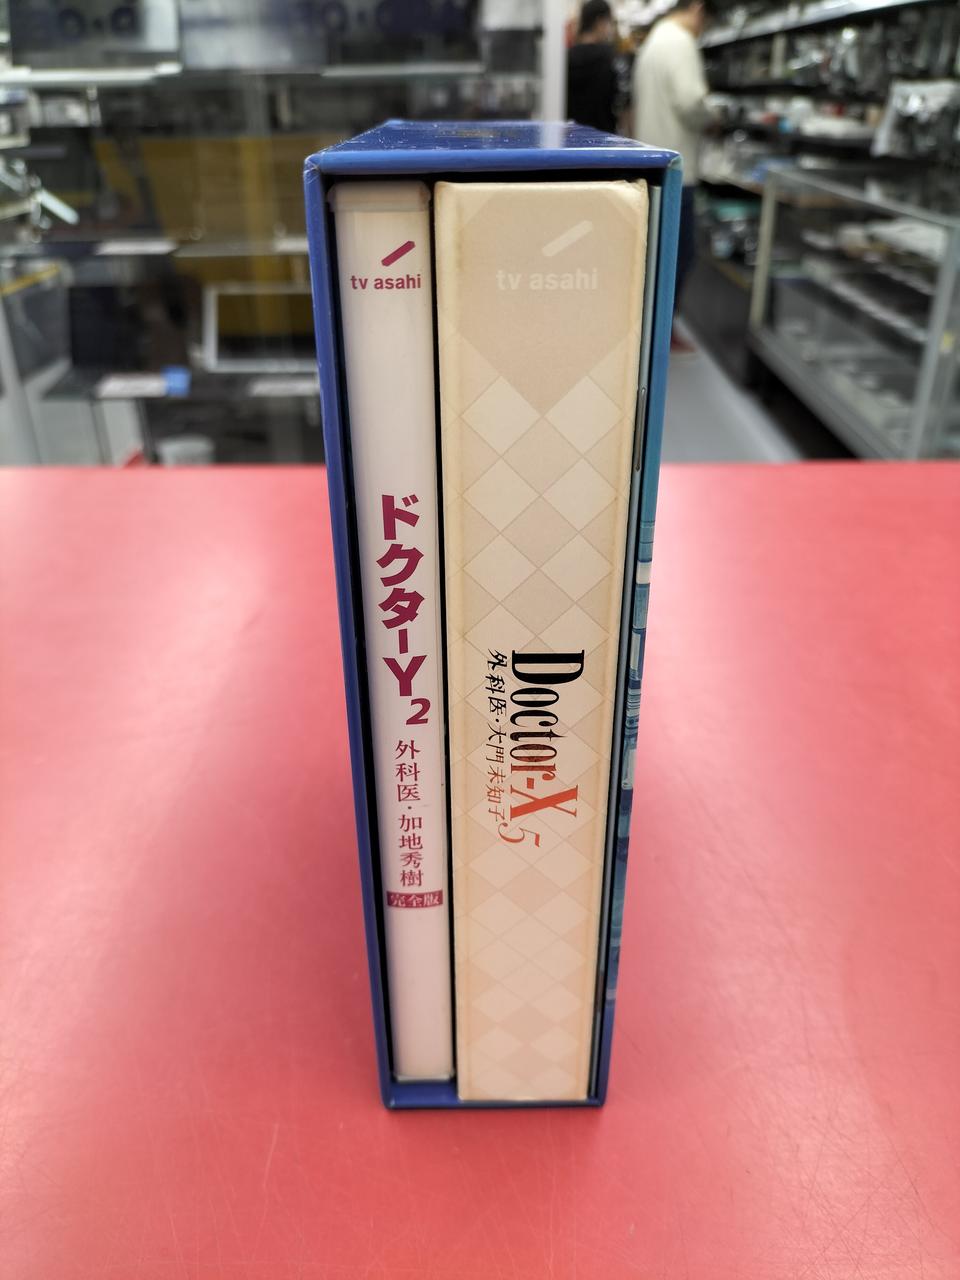 tv asahi
ドクターY2
外科医・加地秀樹
完全版
tv asahi
Doctor-X5
外科医・大門未知子